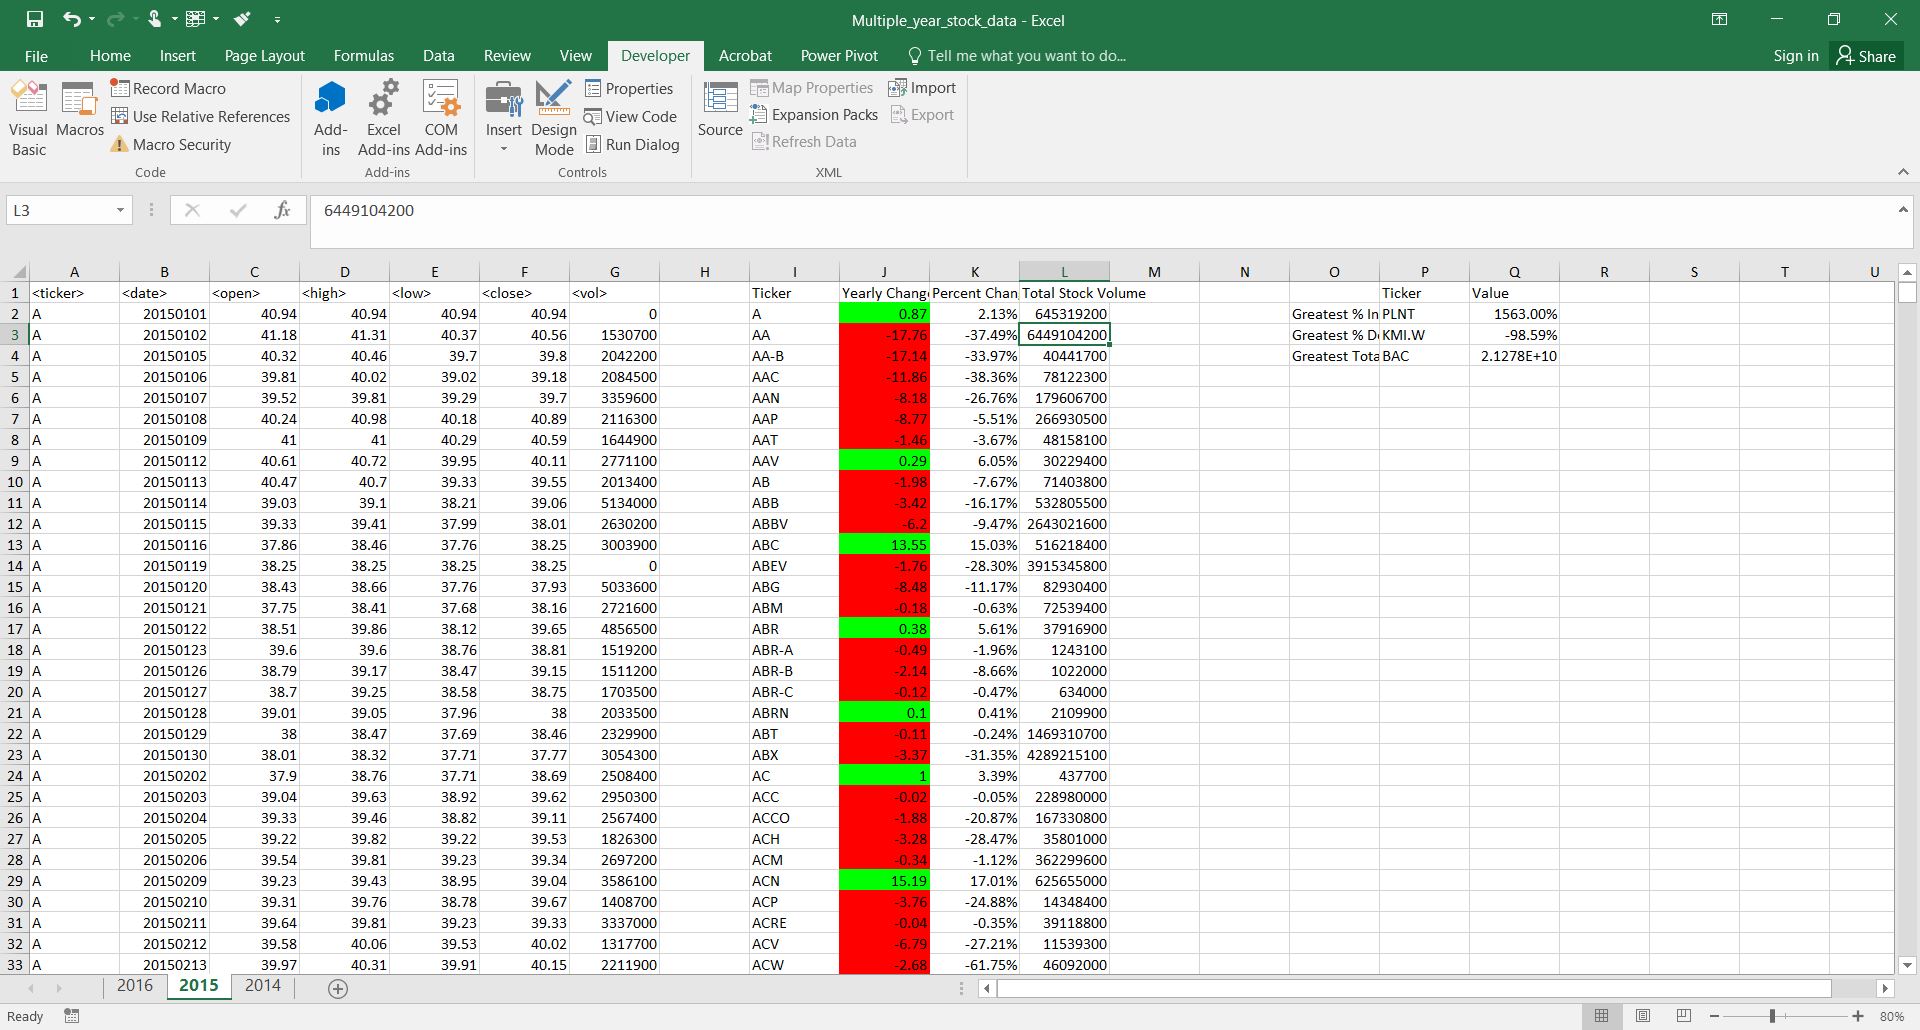 Multiple_year_stock_data - Excel
File Home Insert Page Layout Formulas Data Review View Developer Acrobat Power Pivot Tell me what you want to do... Sign in Share
Visual Basic
Macros
Record Macro
Use Relative References
Macro Security
Code
Add-ins
Excel Add-ins
COM Add-ins
Add-ins
Insert
Design Mode
Properties
View Code
Run Dialog
Controls
Source
Map Properties
Expansion Packs
Refresh Data
Import
Export
XML
L3 fx 6449104200
A B C D E F G H I J K L M N O P Q R S T U
1 <ticker> <date> <open> <high> <low> <close> <vol> Ticker Yearly Chang Percent Chan Total Stock Volume Ticker Value
2 A 20150101 40.94 40.94 40.94 40.94 0 A 0.87 2.13% 645319200 Greatest % In PLNT 1563.00%
3 A 20150102 41.18 41.31 40.37 40.56 1530700 AA -17.76 -37.49% 6449104200 Greatest % D KMI.W -98.59%
4 A 20150105 40.32 40.46 39.7 39.8 2042200 AA-B -17.14 -33.97% 40441700 Greatest Tota BAC 2.1278E+10
5 A 20150106 39.81 40.02 39.02 39.18 2084500 AAC -11.86 -38.36% 78122300
6 A 20150107 39.52 39.81 39.29 39.7 3359600 AAN -8.18 -26.76% 179606700
7 A 20150108 40.24 40.98 40.18 40.89 2116300 AAP -8.77 -5.51% 266930500
8 A 20150109 41 41 40.29 40.59 1644900 AAT -1.46 -3.67% 48158100
9 A 20150112 40.61 40.72 39.95 40.11 2771100 AAV 0.29 6.05% 30229400
10 A 20150113 40.47 40.7 39.33 39.55 2013400 AB -1.98 -7.67% 71403800
11 A 20150114 39.03 39.1 38.21 39.06 5134000 ABB -3.42 -16.17% 532805500
12 A 20150115 39.33 39.41 37.99 38.01 2630200 ABBV -6.2 -9.47% 2643021600
13 A 20150116 37.86 38.46 37.76 38.25 3003900 ABC 13.55 15.03% 516218400
14 A 20150119 38.25 38.25 38.25 38.25 0 ABEV -1.76 -28.30% 3915345800
15 A 20150120 38.43 38.66 37.76 37.93 5033600 ABG -8.48 -11.17% 82930400
16 A 20150121 37.75 38.41 37.68 38.16 2721600 ABM -0.18 -0.63% 72539400
17 A 20150122 38.51 39.86 38.12 39.65 4856500 ABR 0.38 5.61% 37916900
18 A 20150123 39.6 39.6 38.76 38.81 1519200 ABR-A -0.49 -1.96% 1243100
19 A 20150126 38.79 39.17 38.47 39.15 1511200 ABR-B -2.14 -8.66% 1022000
20 A 20150127 38.7 39.25 38.58 38.75 1703500 ABR-C -0.12 -0.47% 634000
21 A 20150128 39.01 39.05 37.96 38 2033500 ABRN 0.1 0.41% 2109900
22 A 20150129 38 38.47 37.69 38.46 2329900 ABT -0.11 -0.24% 1469310700
23 A 20150130 38.01 38.32 37.71 37.77 3054300 ABX -3.37 -31.35% 4289215100
24 A 20150202 37.9 38.76 37.71 38.69 2508400 AC 1 3.39% 437700
25 A 20150203 39.04 39.63 38.92 39.62 2950300 ACC -0.02 -0.05% 228980000
26 A 20150204 39.33 39.46 38.82 39.11 2567400 ACCO -1.88 -20.87% 167330800
27 A 20150205 39.22 39.82 39.22 39.53 1826300 ACH -3.28 -28.47% 35801000
28 A 20150206 39.54 39.81 39.23 39.34 2697200 ACM -0.34 -1.12% 362299600
29 A 20150209 39.23 39.43 38.95 39.04 3586100 ACN 15.19 17.01% 625655000
30 A 20150210 39.31 39.76 38.78 39.67 1408700 ACP -3.76 -24.88% 14348400
31 A 20150211 39.64 39.81 39.23 39.33 3337000 ACRE -0.04 -0.35% 39118800
32 A 20150212 39.58 40.06 39.53 40.02 1317700 ACV -6.79 -27.21% 11539300
33 A 20150213 39.97 40.31 39.91 40.15 2211900 ACW -2.68 -61.75% 46092000
2016 2015 2014
Ready 80%